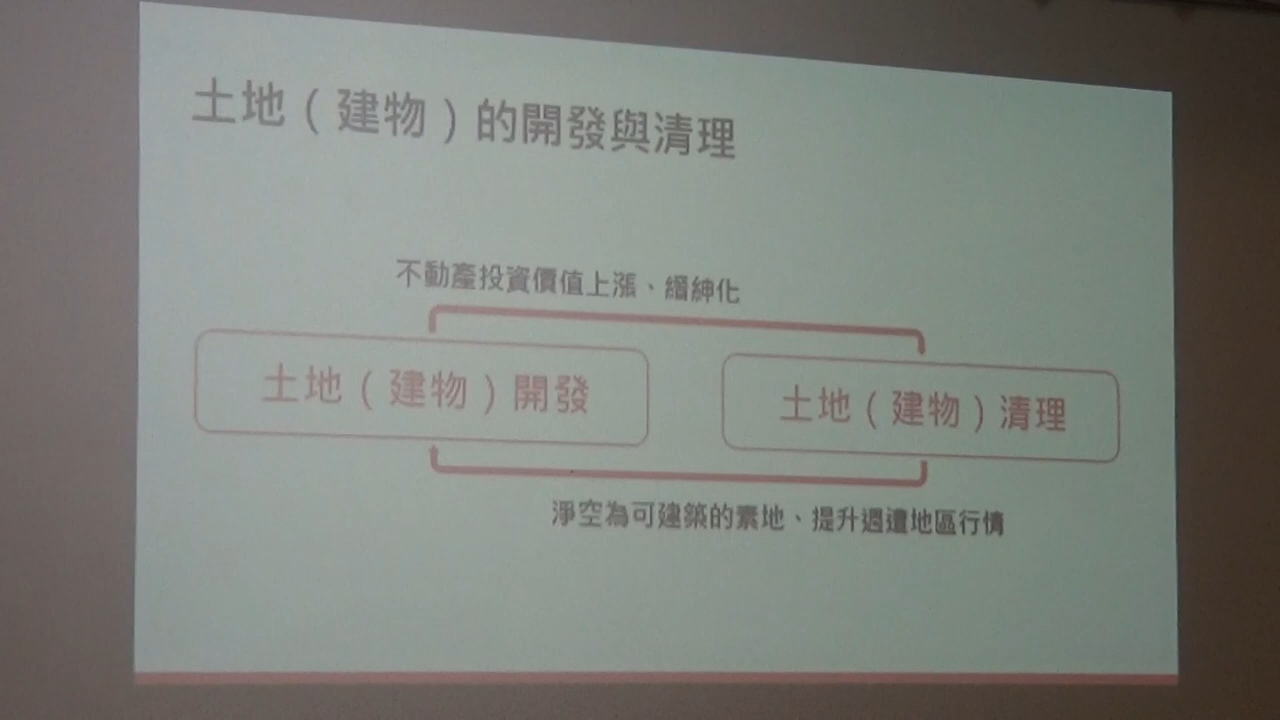 土地（建物）的開發與清理
不動產投資價值上漲、縉紳化
土地（建物）開發
土地（建物）清理
淨空為可建築的素地、提升週遭地區行情